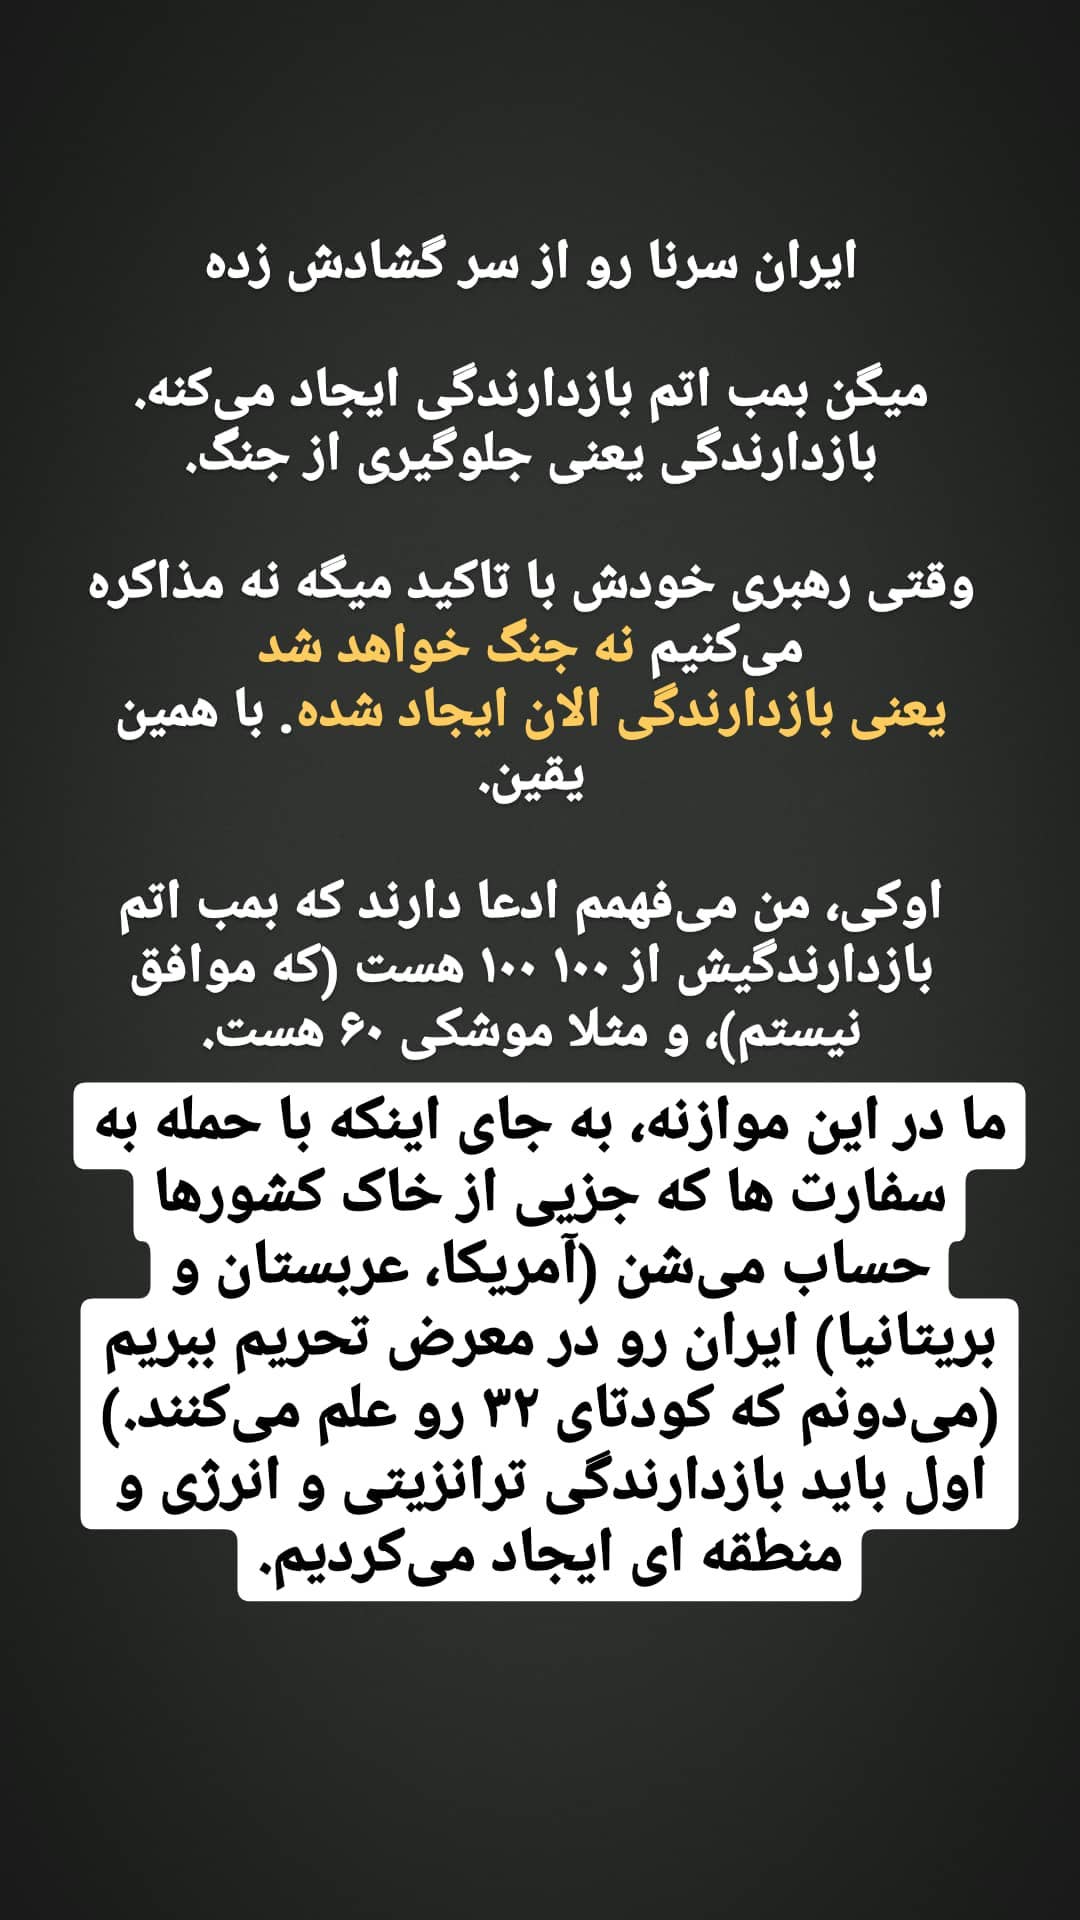 ایران سرنا رو از سر گشادش زده
میگن بمب اتم بازدارندگی ایجاد می‌کنه.
بازدارندگی یعنی جلوگیری از جنگ.
وقتی رهبری خودش با تاکید میگه نه مذاکره
می‌کنیم نه جنگ خواهد شد
یعنی بازدارندگی الان ایجاد شده. با همین
یقین.
اوکی، من می‌فهمم ادعا دارند که بمب اتم
بازدارندگیش از ۱۰۰ ۱۰۰ هست (که موافق
نیستم)، و مثلا موشکی ۶۰ هست.
ما در این موازنه، به جای اینکه با حمله به
سفارت ها که جزیی از خاک کشورها
حساب می‌شن (آمریکا، عربستان و
بریتانیا) ایران رو در معرض تحریم ببریم
(می‌دونم که کودتای ۳۲ رو علم می‌کنند.)
اول باید بازدارندگی ترانزیتی و انرژی و
منطقه ای ایجاد می‌کردیم.